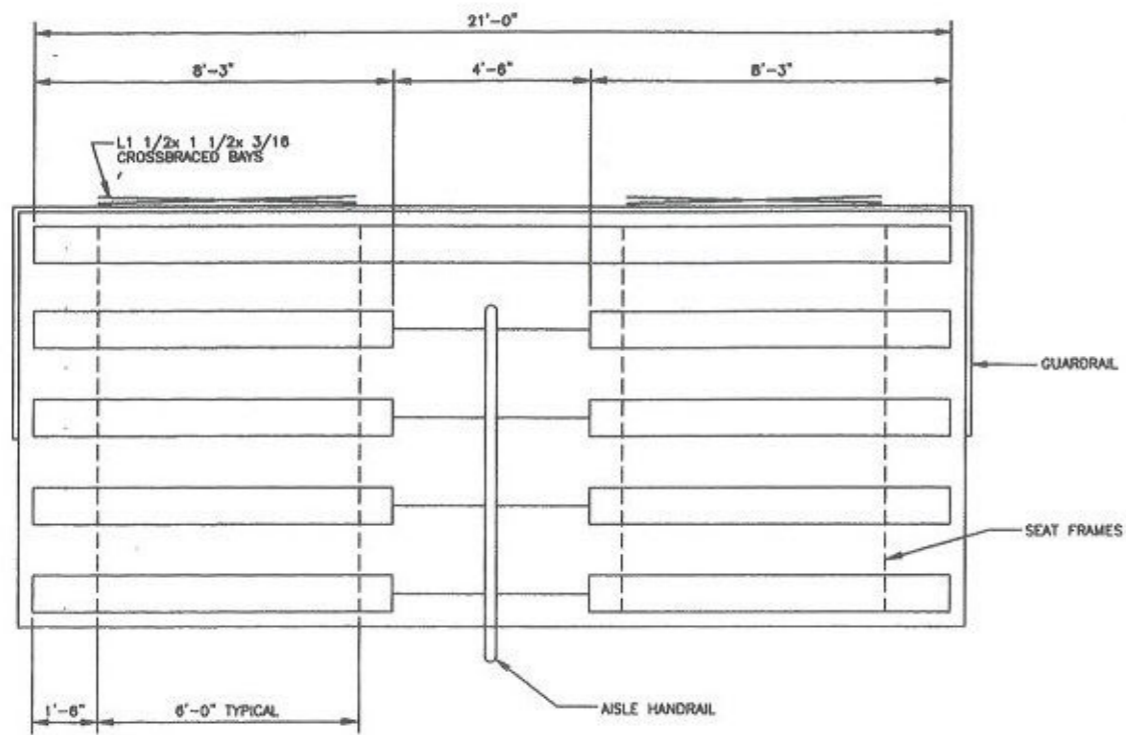 21'-0"
8'-3"
4'-6"
8'-3"
L1 1/2x 1 1/2x 3/16
CROSSBRACED BAYS
GUARDRAIL
SEAT FRAMES
AISLE HANDRAIL
1'-6"
6'-0" TYPICAL